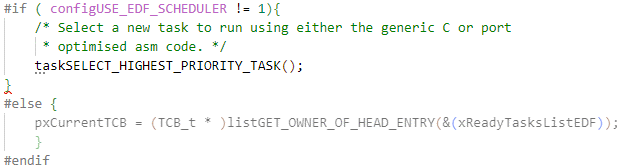 #if ( configUSE_EDF_SCHEDULER != 1){
    /* Select a new task to run using either the generic C or port
     * optimised asm code. */
    taskSELECT_HIGHEST_PRIORITY_TASK();
}
#else {
    pxCurrentTCB = (TCB_t * )listGET_OWNER_OF_HEAD_ENTRY(&(xReadyTasksListEDF));
    }
#endif